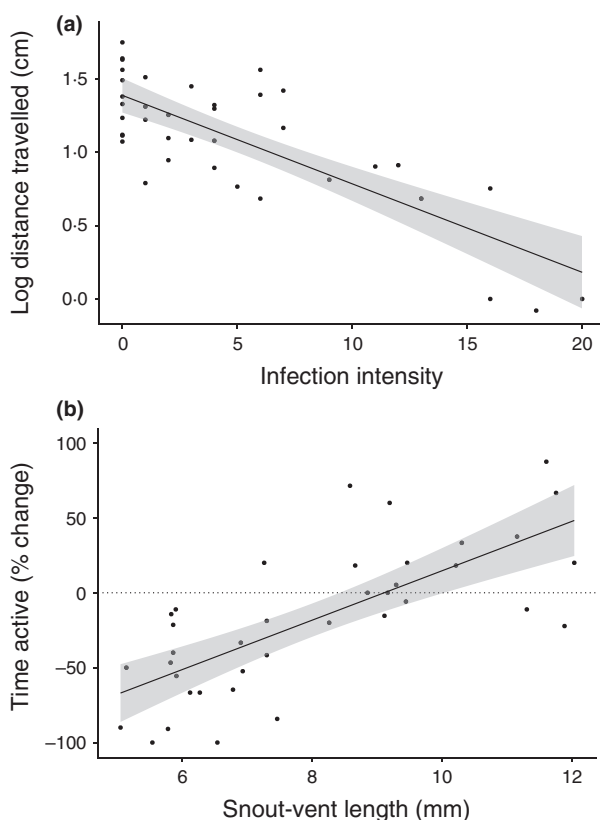 (a)
Log distance travelled (cm)
1·5
1·0
0·5
0·0
0 5 10 15 20
Infection intensity
(b)
Time active (% change)
100
50
0
−50
−100
6 8 10 12
Snout-vent length (mm)